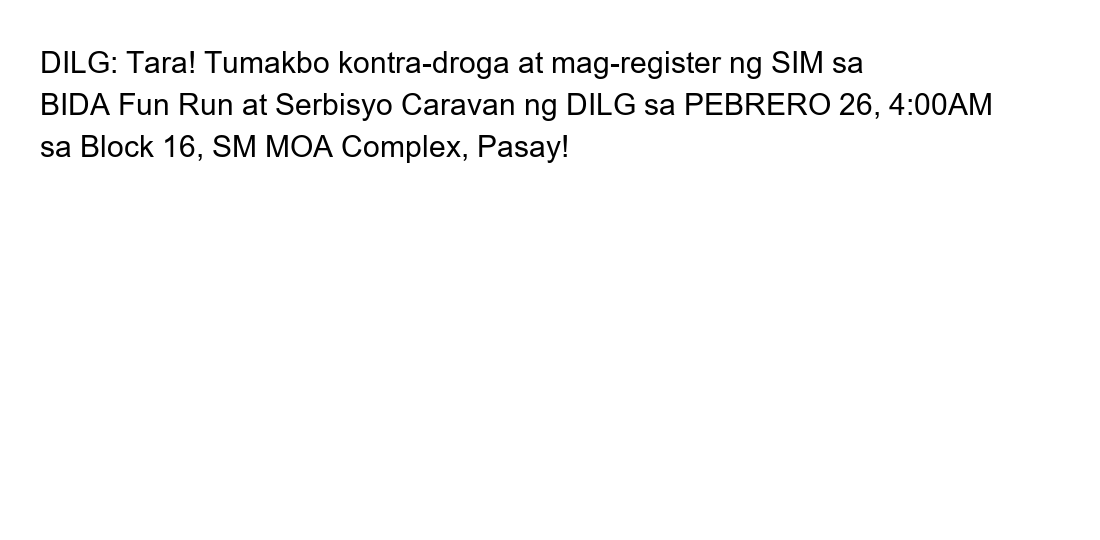 DILG: Tara! Tumakbo kontra-droga at mag-register ng SIM sa
BIDA Fun Run at Serbisyo Caravan ng DILG sa PEBRERO 26, 4:00AM
sa Block 16, SM MOA Complex, Pasay!